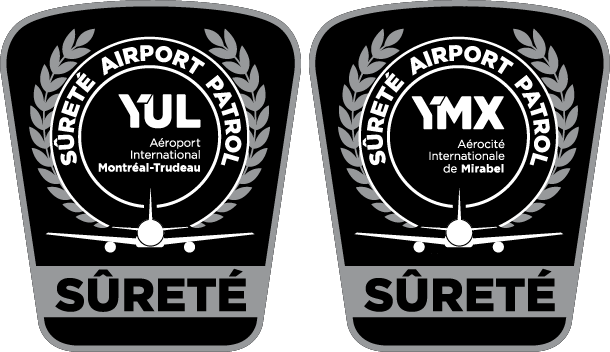 SÛRETÉ AIRPORT PATROL
YUL
Aéroport
International
Montréal-Trudeau
SÛRETÉ
SÛRETÉ AIRPORT PATROL
YMX
Aérocité
Internationale
de Mirabel
SÛRETÉ